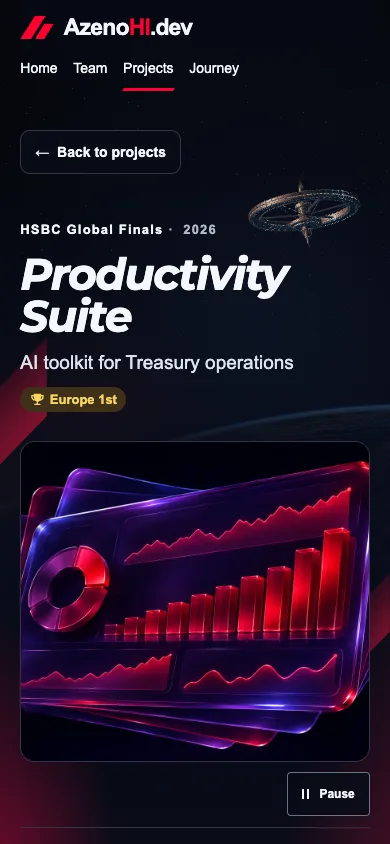 AzenoHI.dev
Home Team Projects Journey
← Back to projects
HSBC Global Finals · 2026
Productivity
Suite
AI toolkit for Treasury operations
Europe 1st
Pause